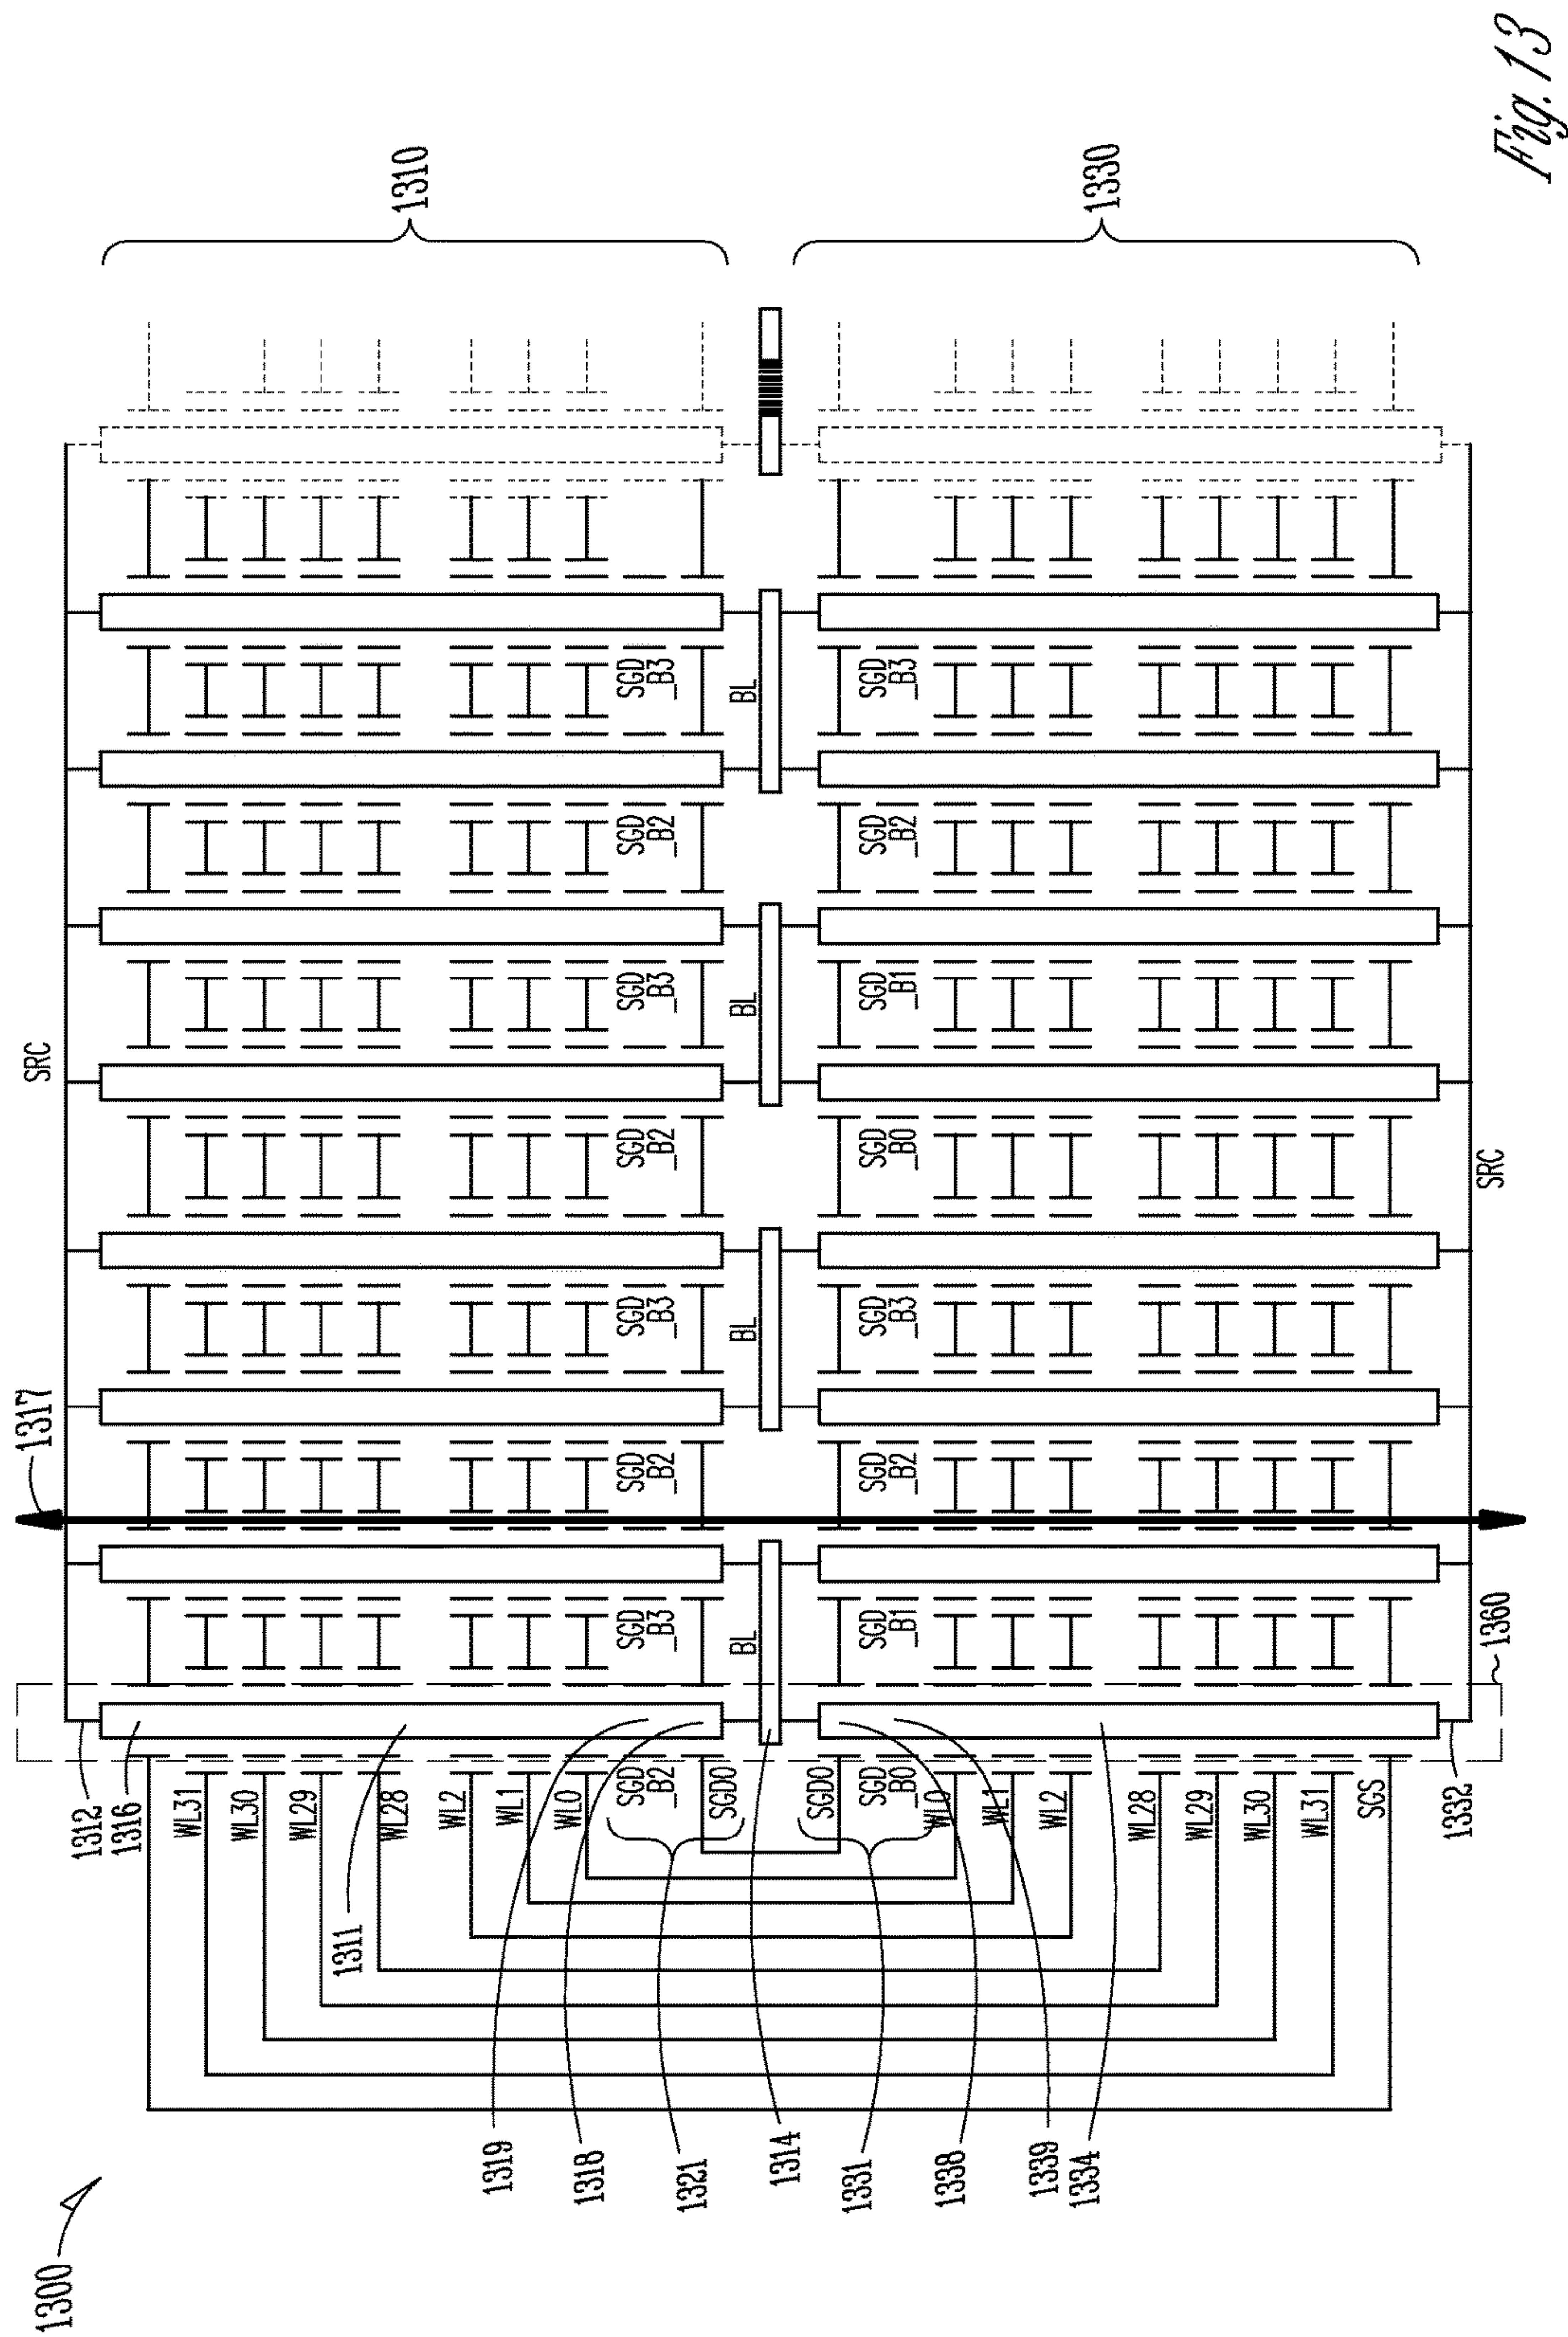 Fig. 13
1310
1330
SGD
_B3
BL
SGD
_B3
SGD
_B2
SGD
_B2
SGD
_B3
BL
SGD
_B1
SRC
SGD
_B2
SGD
_B0
SRC
SGD
_B3
BL
SGD
_B3
1317
SGD
_B2
SGD
_B2
SGD
_B3
BL
SGD
_B1
1360
1312
1316
WL31
WL30
WL29
WL28
WL2
WL1
WL0
SGD
_B2
SGD0
SGD0
SGD
_B0
WL0
WL1
WL2
WL28
WL29
WL30
WL31
SGS
1332
1311
1319
1318
1321
1314
1331
1338
1339
1334
1300